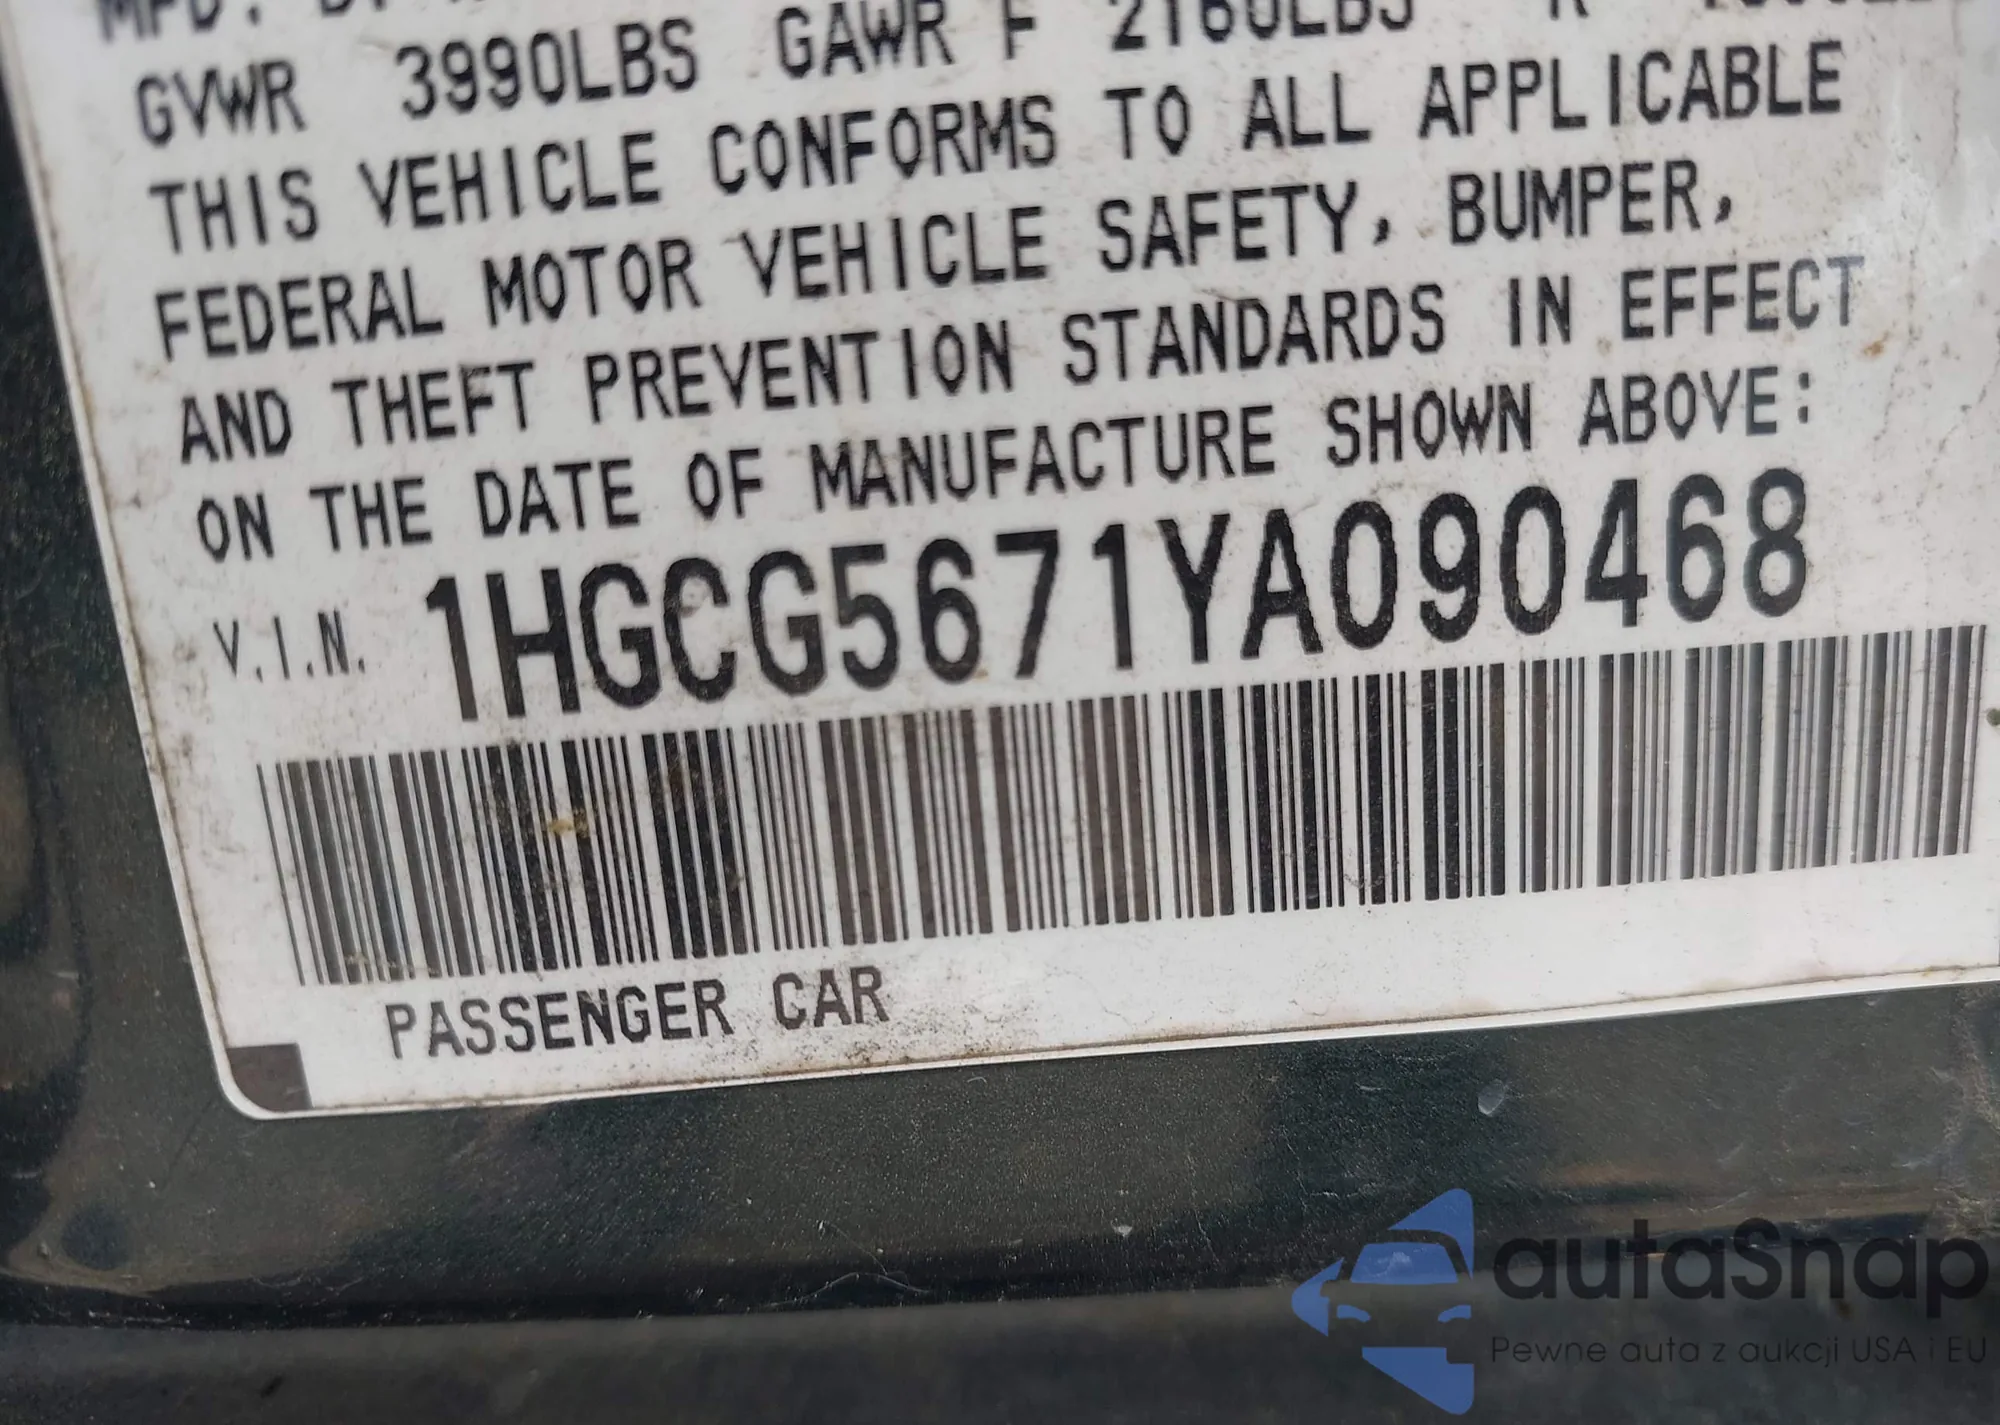 GVWR 3990LBS GAWR F 2160LBS R
THIS VEHICLE CONFORMS TO ALL APPLICABLE
FEDERAL MOTOR VEHICLE SAFETY, BUMPER,
AND THEFT PREVENTION STANDARDS IN EFFECT
ON THE DATE OF MANUFACTURE SHOWN ABOVE:
V.I.N. 1HGCG5671YA090468
PASSENGER CAR
autaSnap
Pewne auta z aukcji USA i EU